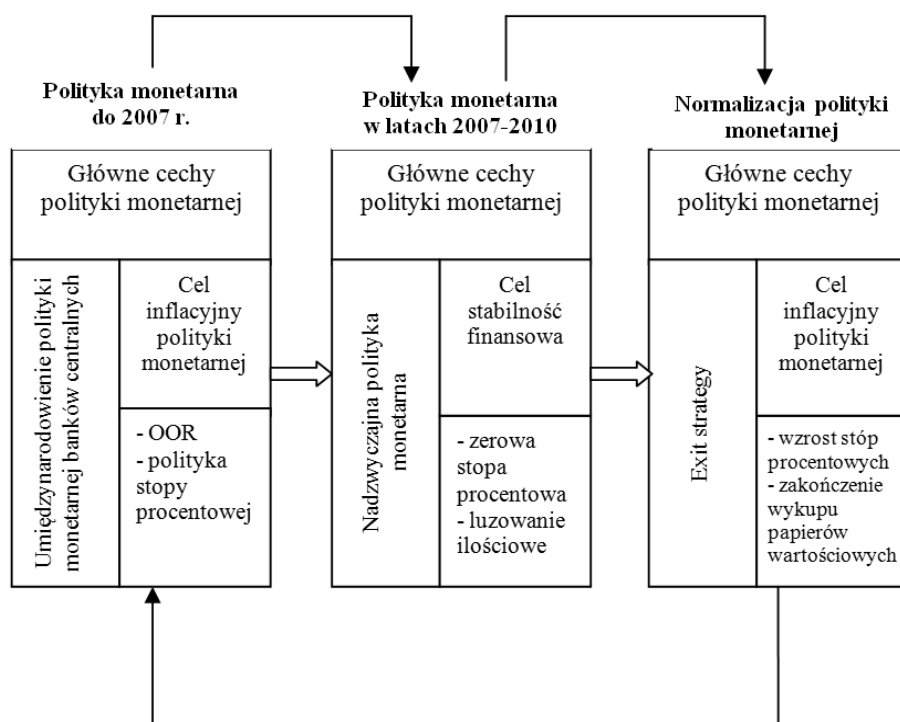 Polityka monetarna
do 2007 r.
Główne cechy
polityki monetarnej
Umiędzynarodowienie polityki
monetarnej banków centralnych
Cel
inflacyjny
polityki
monetarnej
- OOR
- polityka
stopy
procentowej
Polityka monetarna
w latach 2007-2010
Główne cechy
polityki monetarnej
Nadzwyczajna polityka
monetarna
Cel
stabilność
finansowa
- zerowa
stopa
procentowa
- luzowanie
ilościowe
Normalizacja polityki
monetarnej
Główne cechy
polityki monetarnej
Exit strategy
Cel
inflacyjny
polityki
monetarnej
- wzrost stóp
procentowych
- zakończenie
wykupu
papierów
wartościowych